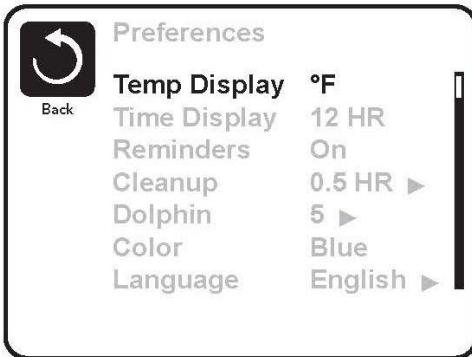 Preferences
Back
Temp Display °F
Time Display 12 HR
Reminders On
Cleanup 0.5 HR ▶
Dolphin 5 ▶
Color Blue
Language English ▶